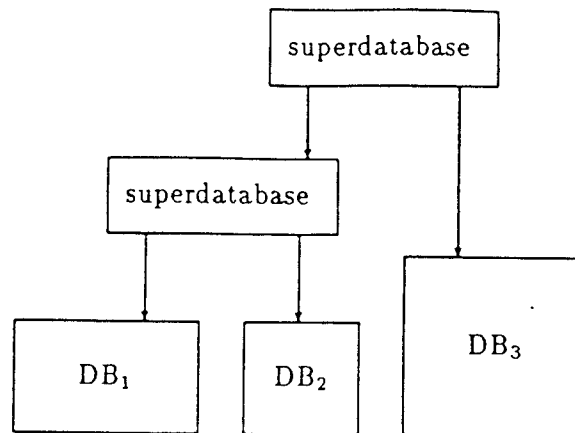 superdatabase
superdatabase
DB₁
DB₂
DB₃